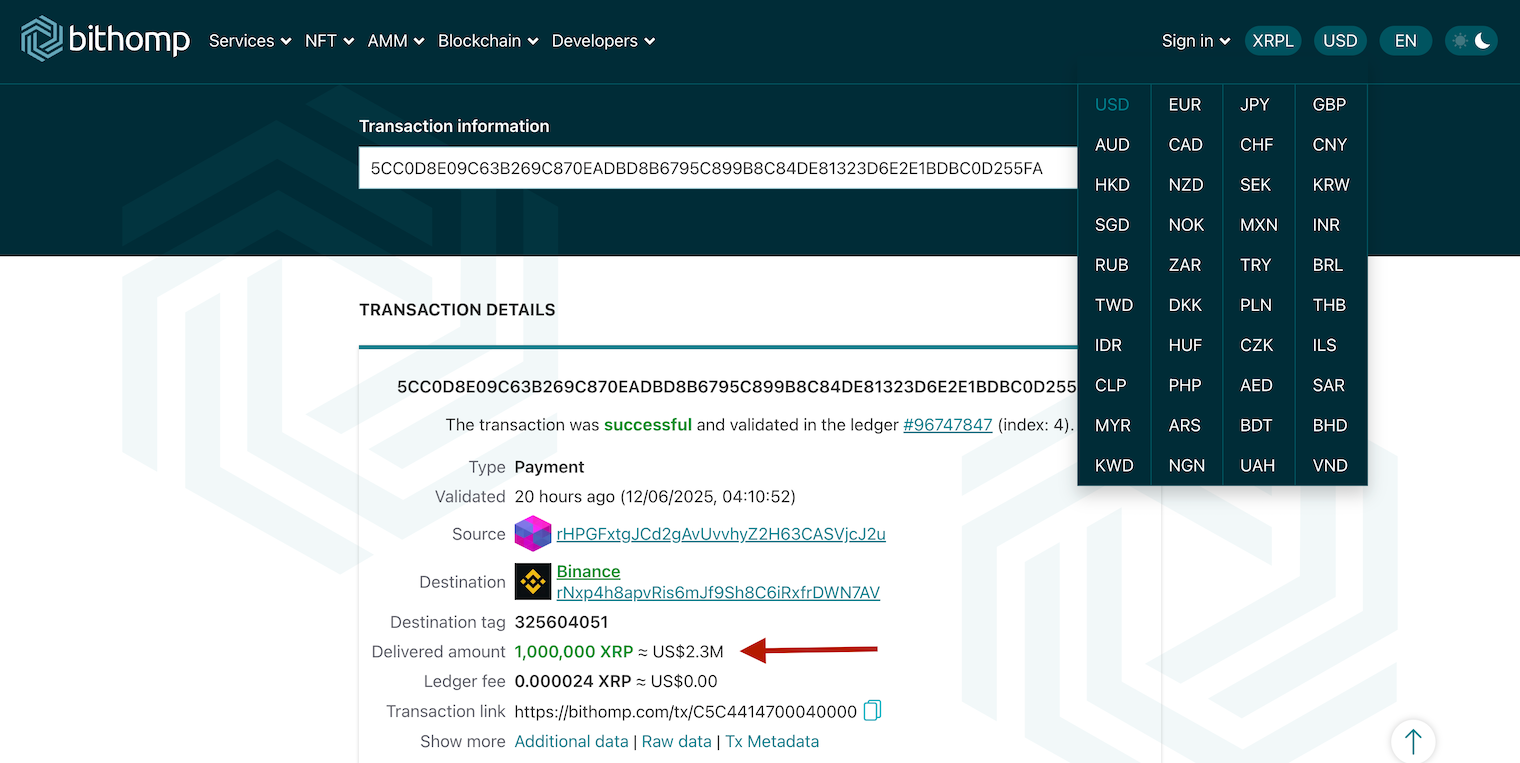 bithomp Services NFT AMM Blockchain Developers Sign in XRPL USD EN
USD EUR JPY GBP
AUD CAD CHF CNY
HKD NZD SEK KRW
SGD NOK MXN INR
RUB ZAR TRY BRL
TWD DKK PLN THB
IDR HUF CZK ILS
CLP PHP AED SAR
MYR ARS BDT BHD
KWD NGN UAH VND
Transaction information
5CC0D8E09C63B269C870EADBD8B6795C899B8C84DE81323D6E2E1BDBC0D255FA
TRANSACTION DETAILS
5CC0D8E09C63B269C870EADBD8B6795C899B8C84DE81323D6E2E1BDBC0D255
The transaction was successful and validated in the ledger #96747847 (index: 4).
Type Payment
Validated 20 hours ago (12/06/2025, 04:10:52)
Source rHPGFxtgJCd2gAvUvvhyZ2H63CASVjcJ2u
Destination Binance
rNxp4h8apvRis6mJf9Sh8C6iRxfrDWN7AV
Destination tag 325604051
Delivered amount 1,000,000 XRP ≈ US$2.3M
Ledger fee 0.000024 XRP ≈ US$0.00
Transaction link https://bithomp.com/tx/C5C4414700040000
Show more Additional data | Raw data | Tx Metadata